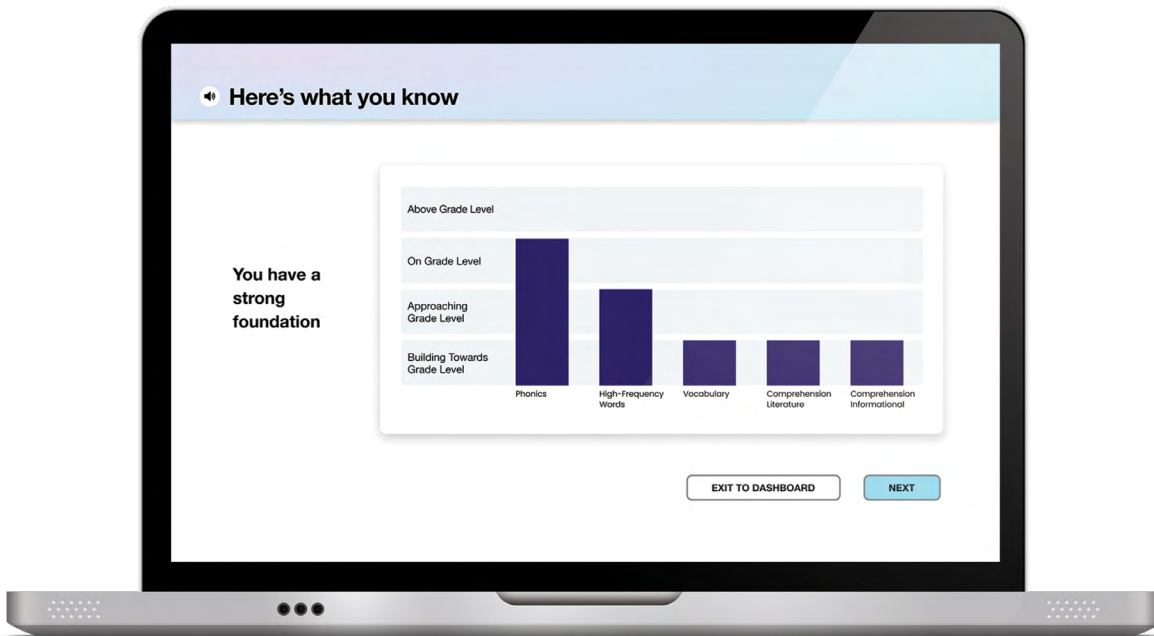 Here's what you know
You have a
strong
foundation
Above Grade Level
On Grade Level
Approaching
Grade Level
Building Towards
Grade Level
Phonics
High-Frequency
Words
Vocabulary
Comprehension
Literature
Comprehension
Informational
EXIT TO DASHBOARD
NEXT